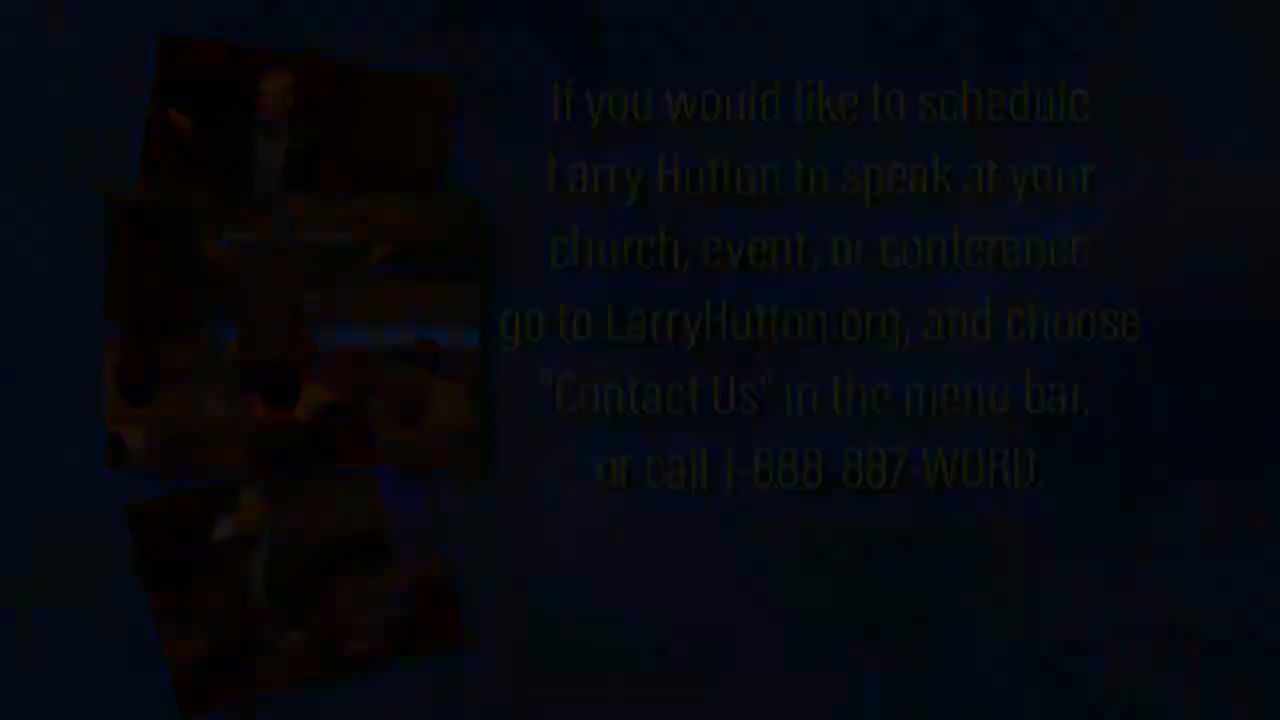 If you would like to schedule
Larry Hutton to speak at your
church, event, or conference
go to LarryHutton.org, and choose
"Contact Us" in the menu bar,
or call 1-888-887-WORD.